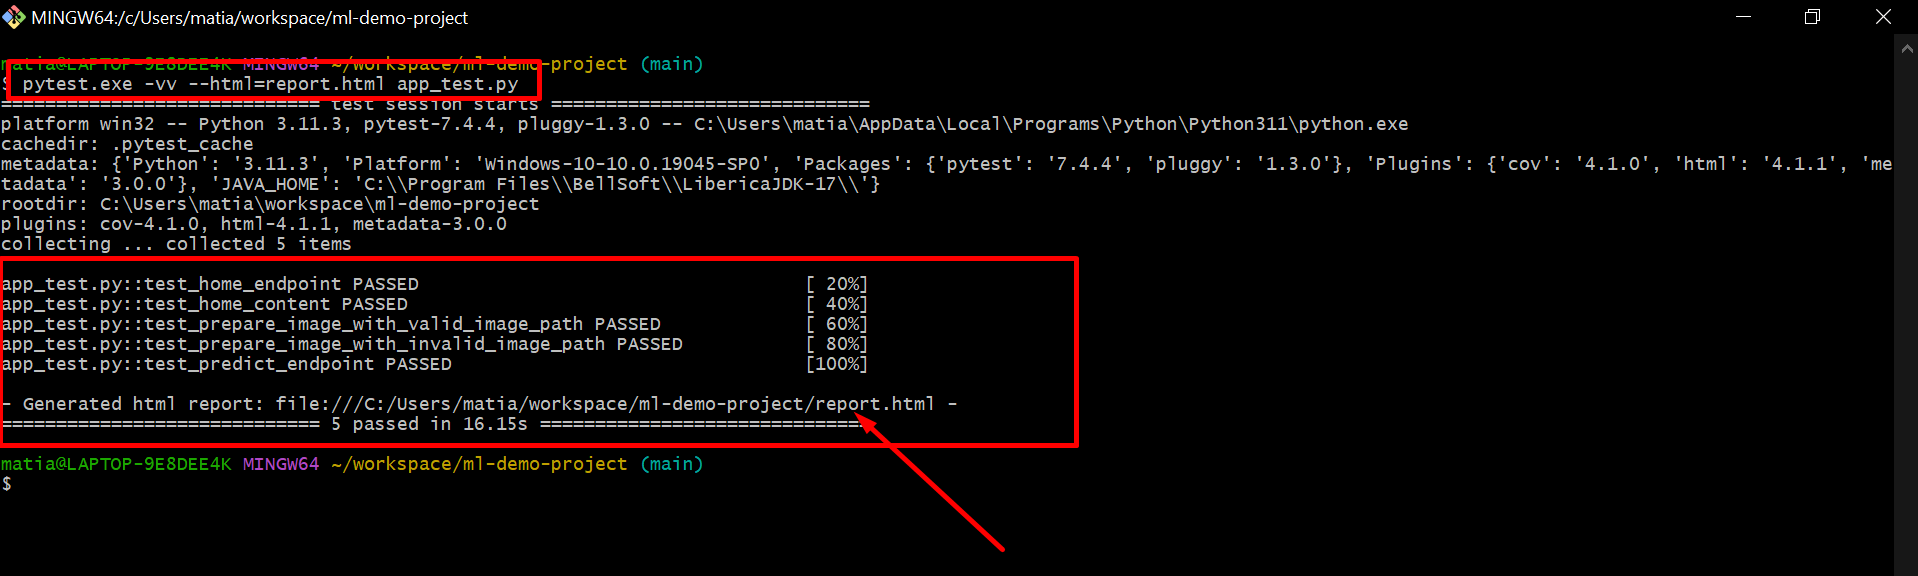 MINGW64:/c/Users/matia/workspace/ml-demo-project
matia@LAPTOP-9E8DEE4K MINGW64 ~/workspace/ml-demo-project (main)
$ pytest.exe -vv --html=report.html app_test.py
============================= test session starts =============================
platform win32 -- Python 3.11.3, pytest-7.4.4, pluggy-1.3.0 -- C:\Users\matia\AppData\Local\Programs\Python\Python311\python.exe
cachedir: .pytest_cache
metadata: {'Python': '3.11.3', 'Platform': 'Windows-10-10.0.19045-SP0', 'Packages': {'pytest': '7.4.4', 'pluggy': '1.3.0'}, 'Plugins': {'cov': '4.1.0', 'html': '4.1.1', 'me
tadata': '3.0.0'}, 'JAVA_HOME': 'C:\\Program Files\\BellSoft\\LibericaJDK-17\\'}
rootdir: C:\Users\matia\workspace\ml-demo-project
plugins: cov-4.1.0, html-4.1.1, metadata-3.0.0
collecting ... collected 5 items
app_test.py::test_home_endpoint PASSED [ 20%]
app_test.py::test_home_content PASSED [ 40%]
app_test.py::test_prepare_image_with_valid_image_path PASSED [ 60%]
app_test.py::test_prepare_image_with_invalid_image_path PASSED [ 80%]
app_test.py::test_predict_endpoint PASSED [100%]
- Generated html report: file:///C:/Users/matia/workspace/ml-demo-project/report.html -
============================= 5 passed in 16.15s ==============================
matia@LAPTOP-9E8DEE4K MINGW64 ~/workspace/ml-demo-project (main)
$